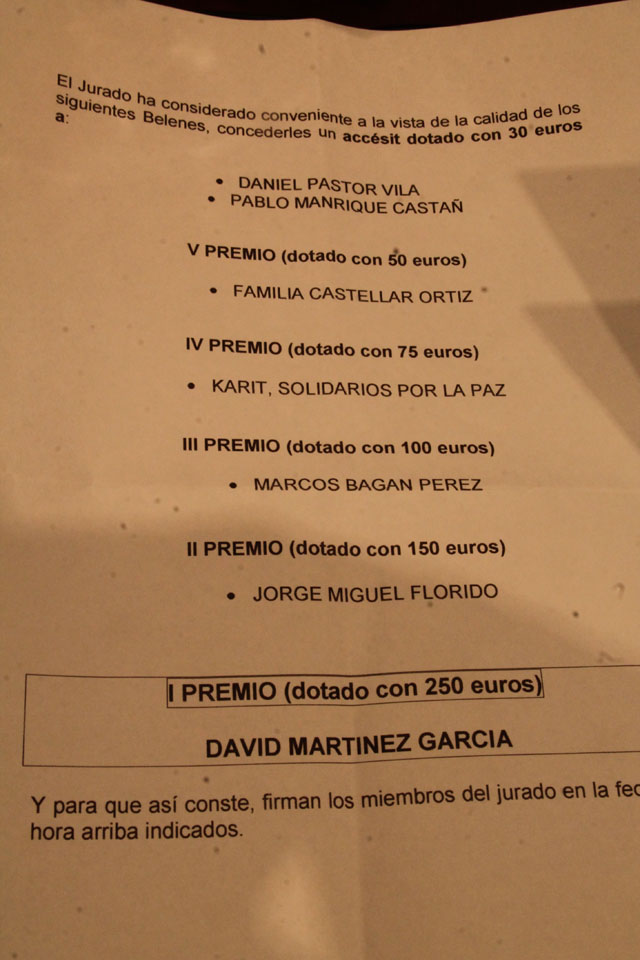 El Jurado ha considerado conveniente a la vista de la calidad de los
siguientes Belenes, concederles un accésit dotado con 30 euros
a:
• DANIEL PASTOR VILA
• PABLO MANRIQUE CASTAÑ
V PREMIO (dotado con 50 euros)
• FAMILIA CASTELLAR ORTIZ
IV PREMIO (dotado con 75 euros)
• KARIT, SOLIDARIOS POR LA PAZ
III PREMIO (dotado con 100 euros)
• MARCOS BAGAN PEREZ
II PREMIO (dotado con 150 euros)
• JORGE MIGUEL FLORIDO
I PREMIO (dotado con 250 euros)
DAVID MARTINEZ GARCIA
Y para que así conste, firman los miembros del jurado en la fec
hora arriba indicados.